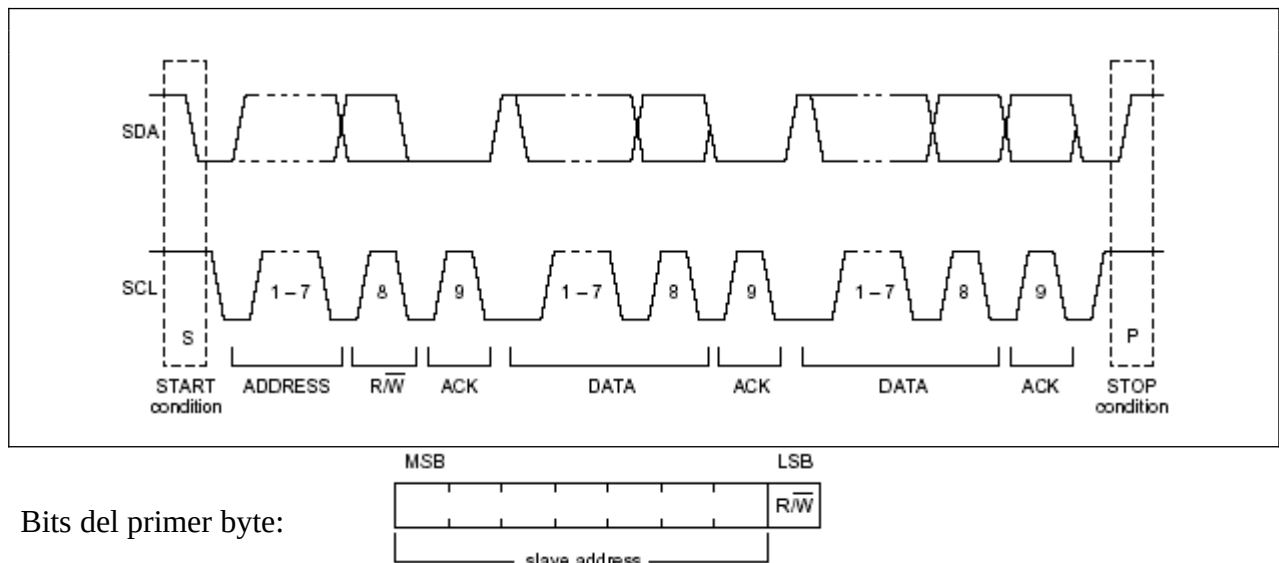 SDA
SCL
1 – 7 8 9 1 – 7 8 9 1 – 7 8 9
S P
START condition ADDRESS R/W̅ ACK DATA ACK DATA ACK STOP condition
MSB LSB
R/W̅
Bits del primer byte:
slave address